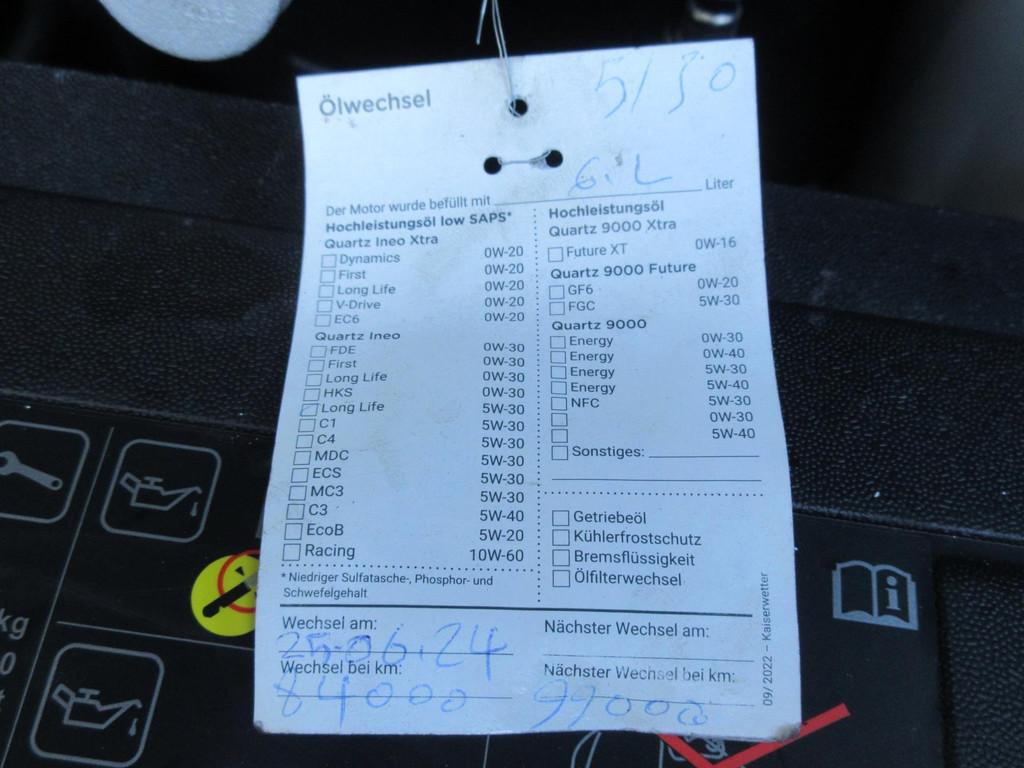 Ölwechsel
5/30
Der Motor wurde befüllt mit 6.L Liter
Hochleistungsöl low SAPS*
Quartz Ineo Xtra
Dynamics 0W-20
First 0W-20
Long Life 0W-20
V-Drive 0W-20
EC6 0W-20
Quartz Ineo
FDE 0W-30
First 0W-30
Long Life 0W-30
HKS 0W-30
Long Life 5W-30
C1 5W-30
C4 5W-30
MDC 5W-30
ECS 5W-30
MC3 5W-30
C3 5W-40
EcoB 5W-20
Racing 10W-60
* Niedriger Sulfatasche-, Phosphor- und
Schwefelgehalt
Hochleistungsöl
Quartz 9000 Xtra
Future XT 0W-16
Quartz 9000 Future
GF6 0W-20
FGC 5W-30
Quartz 9000
Energy 0W-30
Energy 0W-40
Energy 5W-30
Energy 5W-40
NFC 5W-30
0W-30
5W-40
Sonstiges:
Getriebeöl
Kühlerfrostschutz
Bremsflüssigkeit
Ölfilterwechsel
Wechsel am:
25.06.24
Wechsel bei km:
84000
Nächster Wechsel am:
Nächster Wechsel bei km:
99000
09/2022 – Kaiserwetter
kg
0